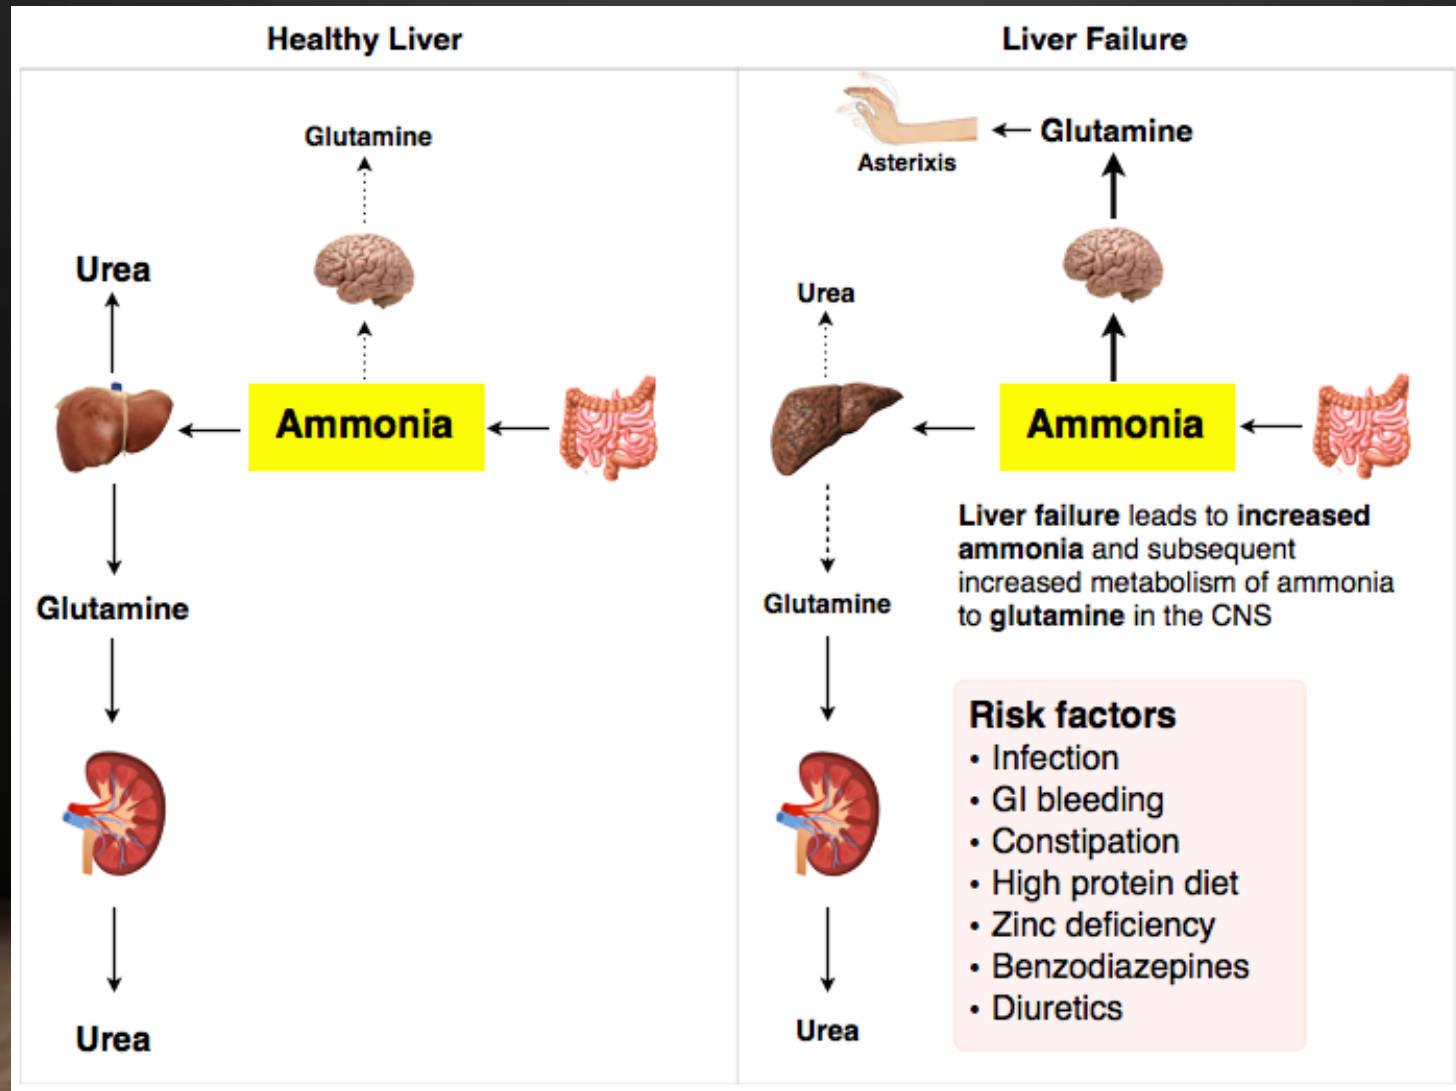 Healthy Liver
Glutamine
Urea
Ammonia
Glutamine
Urea
Liver Failure
Glutamine
Asterixis
Urea
Ammonia
Liver failure leads to increased
ammonia and subsequent
increased metabolism of ammonia
to glutamine in the CNS
Glutamine
Urea
Risk factors
• Infection
• GI bleeding
• Constipation
• High protein diet
• Zinc deficiency
• Benzodiazepines
• Diuretics